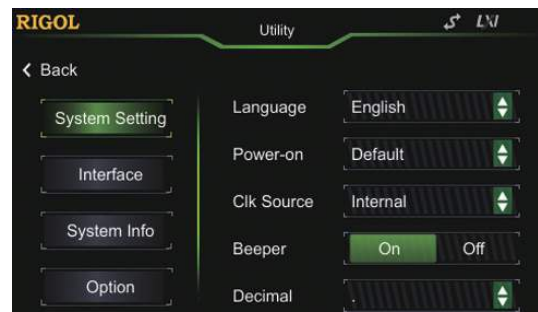 RIGOL
Utility
LXI
Back
System Setting
Interface
System Info
Option
Language English
Power-on Default
Clk Source Internal
Beeper On Off
Decimal .